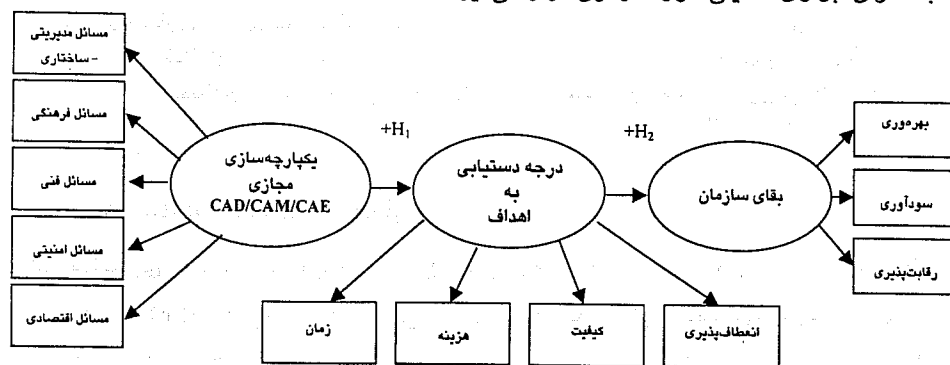 مسائل مدیریتی
- ساختاری
مسائل فرهنگی
مسائل فنی
مسائل امنیتی
مسائل اقتصادی
یکپارچه‌سازی
مجازی
CAD/CAM/CAE
+H₁
درجه دستیابی
به
اهداف
+H₂
بقای سازمان
بهره‌وری
سودآوری
رقابت‌پذیری
زمان
هزینه
کیفیت
انعطاف‌پذیری